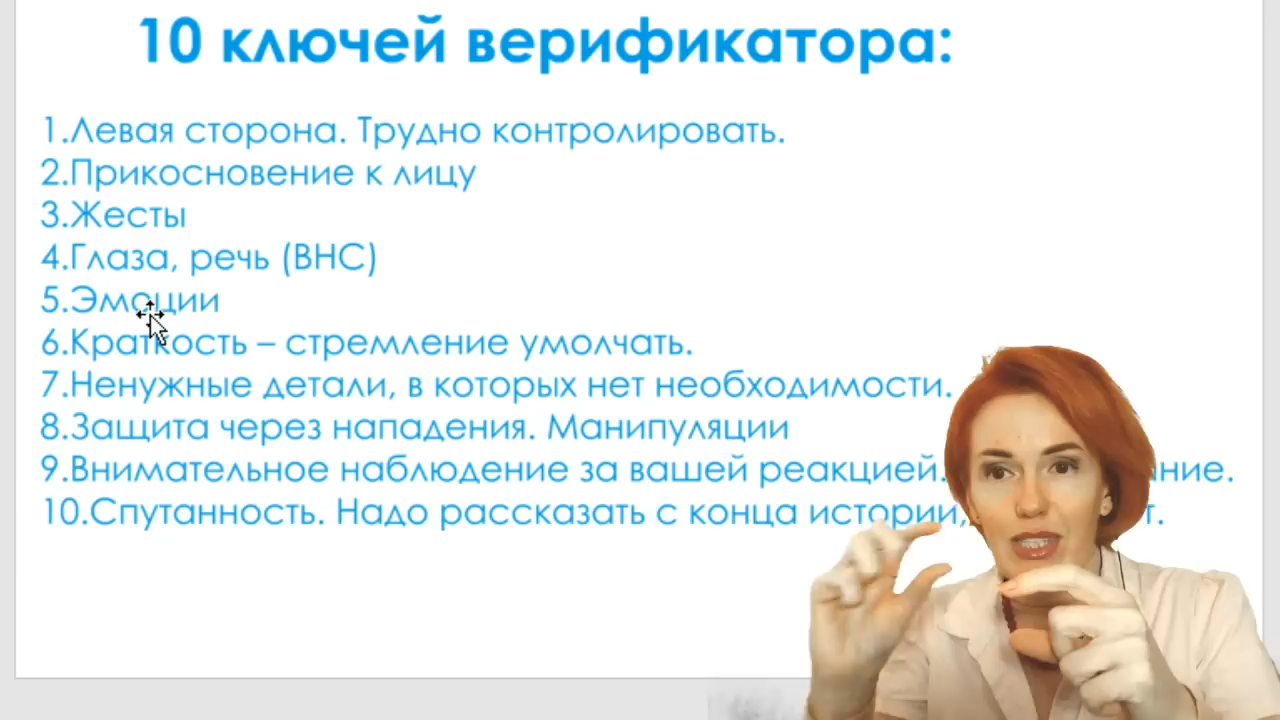 10 ключей верификатора:
1.Левая сторона. Трудно контролировать.
2.Прикосновение к лицу
3.Жесты
4.Глаза, речь (ВНС)
5.Эмоции
6.Краткость – стремление умолчать.
7.Ненужные детали, в которых нет необходимости.
8.Защита через нападения. Манипуляции
9.Внимательное наблюдение за вашей реакцией.
10.Спутанность. Надо рассказать с конца истории,